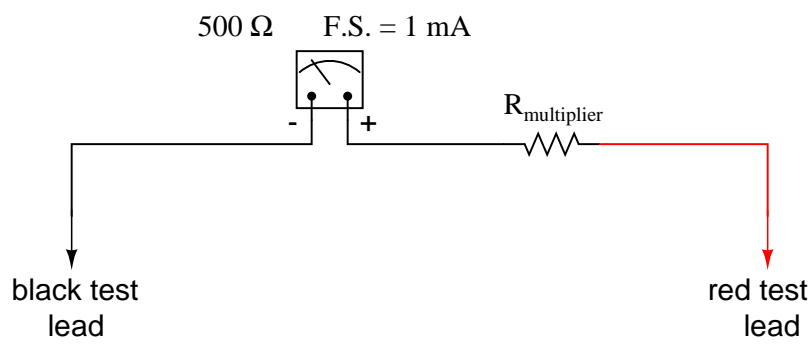 500 Ω F.S. = 1 mA
- +
Rmultiplier
black test
lead
red test
lead